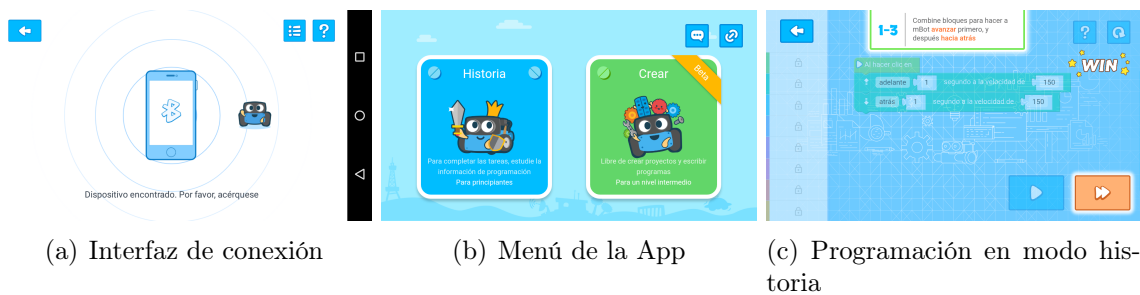 ?
Dispositivo encontrado. Por favor, acérquese
(a) Interfaz de conexión
Historia
Para completar las tareas, estudie la
información de programación
Para principiantes
Crear
Beta
Libre de crear proyectos y escribir
programas
Para un nivel intermedio
(b) Menú de la App
1-3
Combine bloques para hacer a
mBot avanzar primero, y
después hacia atrás
?
WIN
Al hacer clic en
adelante 1 segundo a la velocidad de 150
atrás 1 segundo a la velocidad de 150
(c) Programación en modo his-
toria